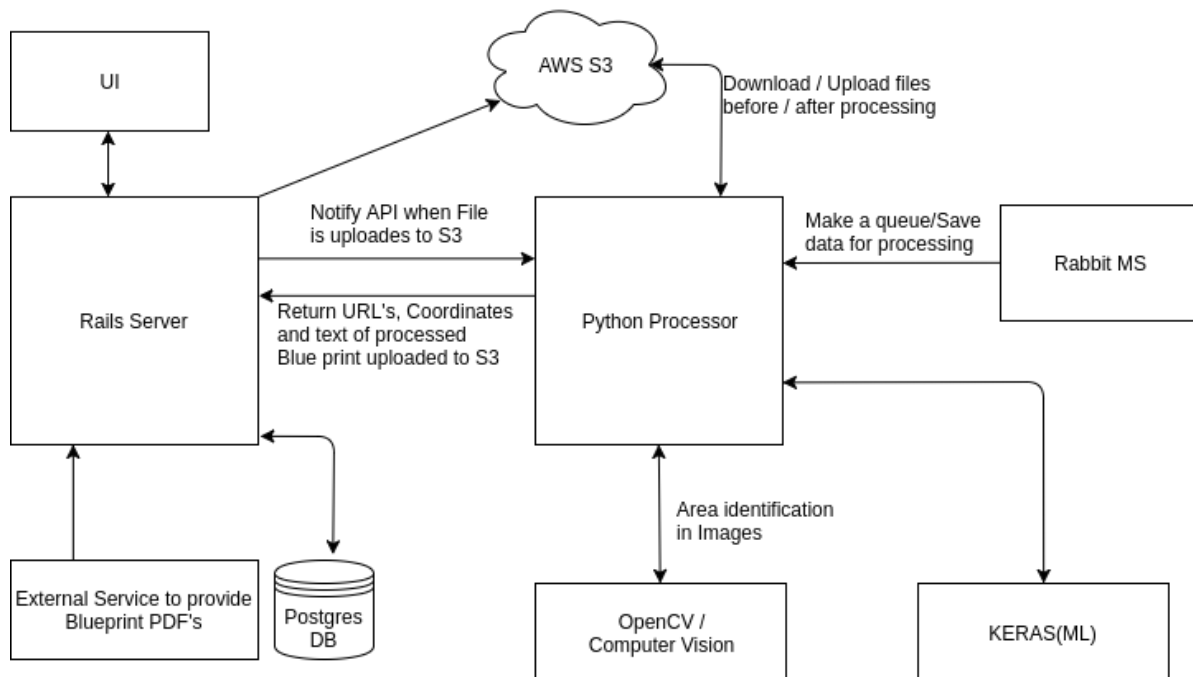 UI
AWS S3
Download / Upload files
before / after processing
Notify API when File
is uploades to S3
Make a queue/Save
data for processing
Rabbit MS
Rails Server
Return URL's, Coordinates
and text of processed
Blue print uploaded to S3
Python Processor
Area identification
in Images
External Service to provide
Blueprint PDF's
Postgres
DB
OpenCV /
Computer Vision
KERAS(ML)